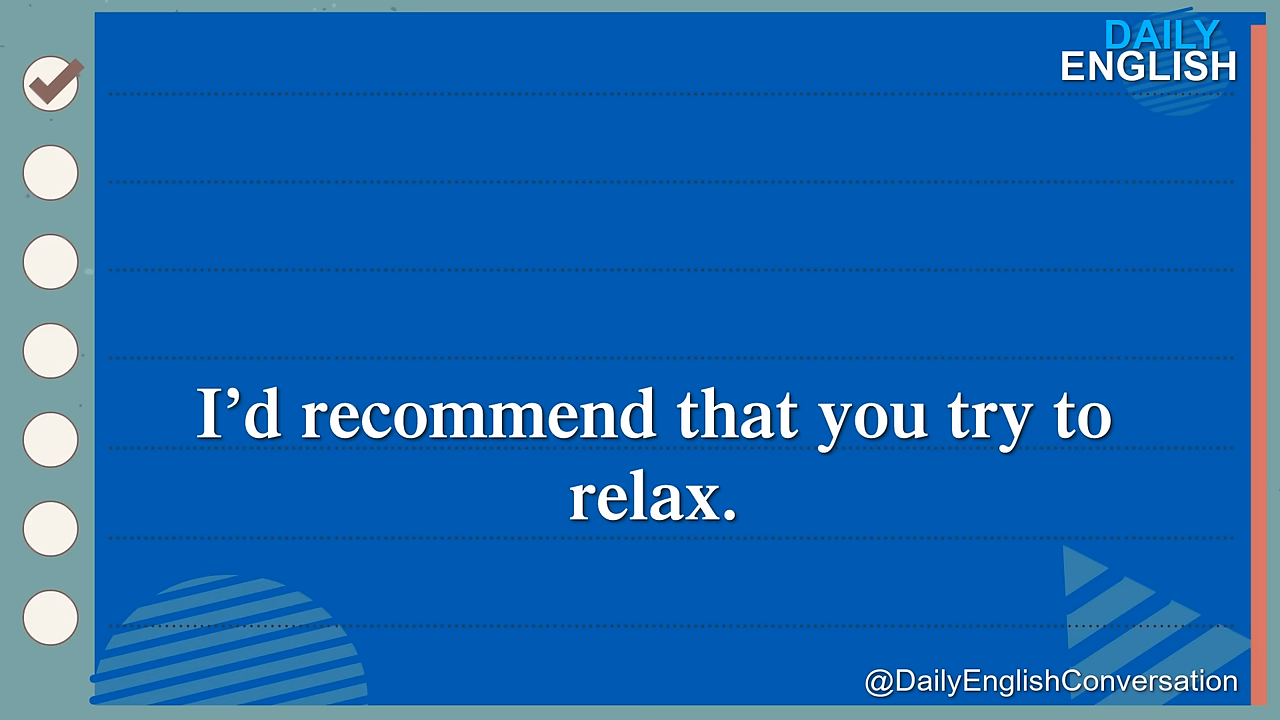 DAILY
ENGLISH
I’d recommend that you try to
relax.
@DailyEnglishConversation